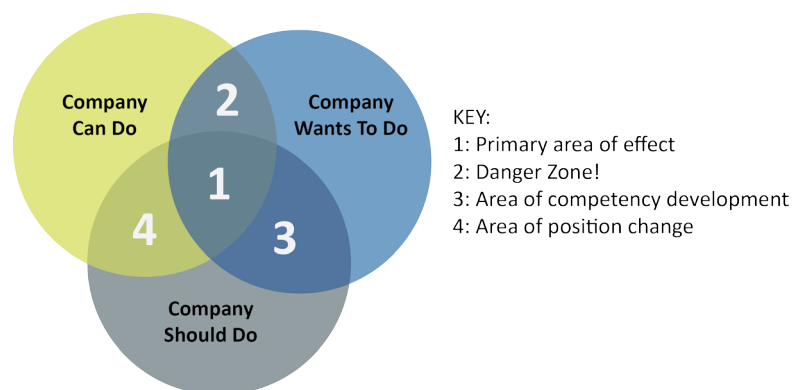 Company
Can Do
2
Company
Wants To Do
1
4
3
Company
Should Do
KEY:
1: Primary area of effect
2: Danger Zone!
3: Area of competency development
4: Area of position change